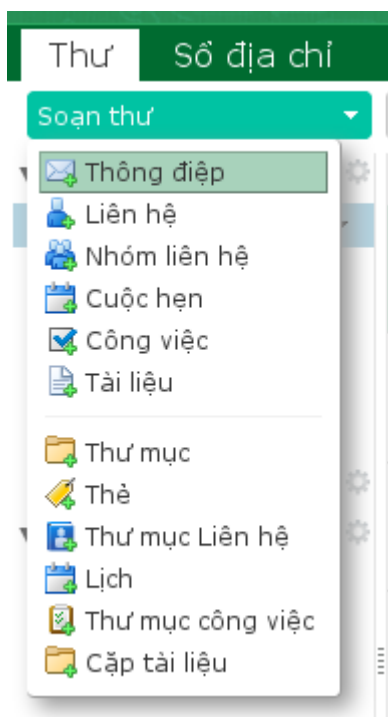 Thư Sổ địa chỉ
Soạn thư
Thông điệp
Liên hệ
Nhóm liên hệ
Cuộc hẹn
Công việc
Tài liệu
Thư mục
Thẻ
Thư mục Liên hệ
Lịch
Thư mục công việc
Cặp tài liệu